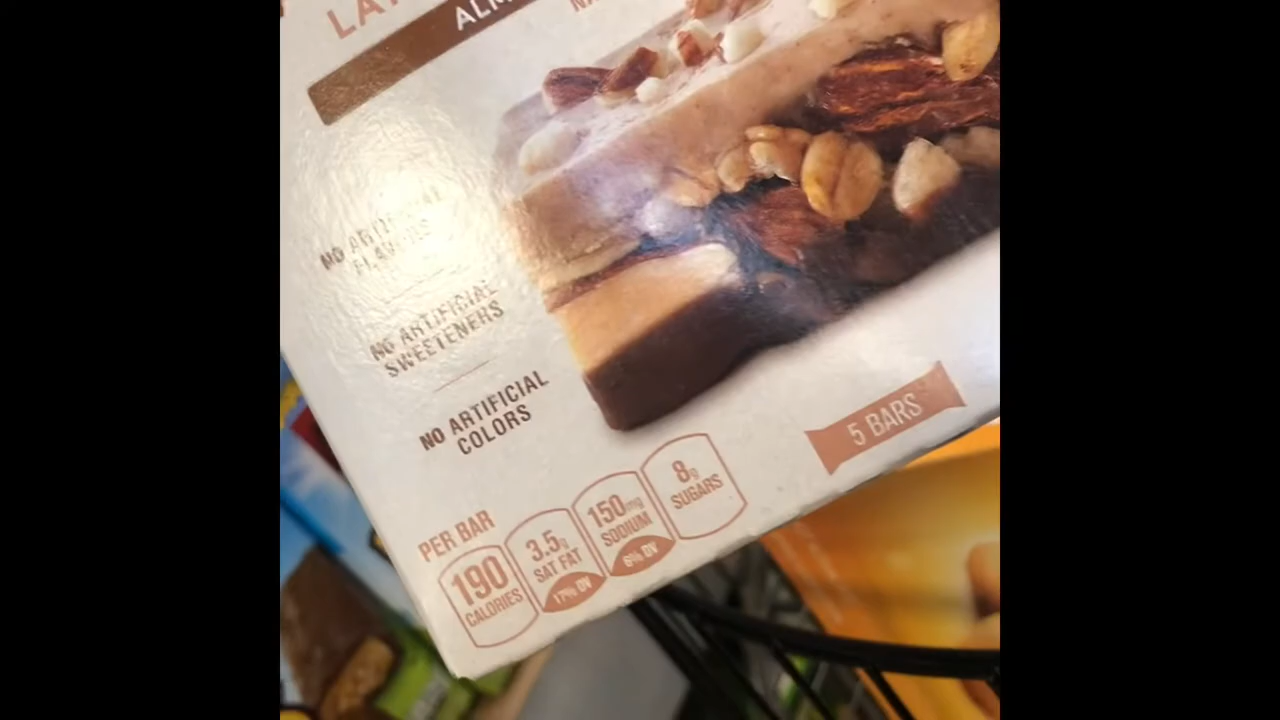 NO ARTIFICIAL
FLAVORS
NO ARTIFICIAL
SWEETENERS
NO ARTIFICIAL
COLORS
5 BARS
PER BAR
190
CALORIES
3.5g
SAT FAT
17% DV
150mg
SODIUM
6% DV
8g
SUGARS